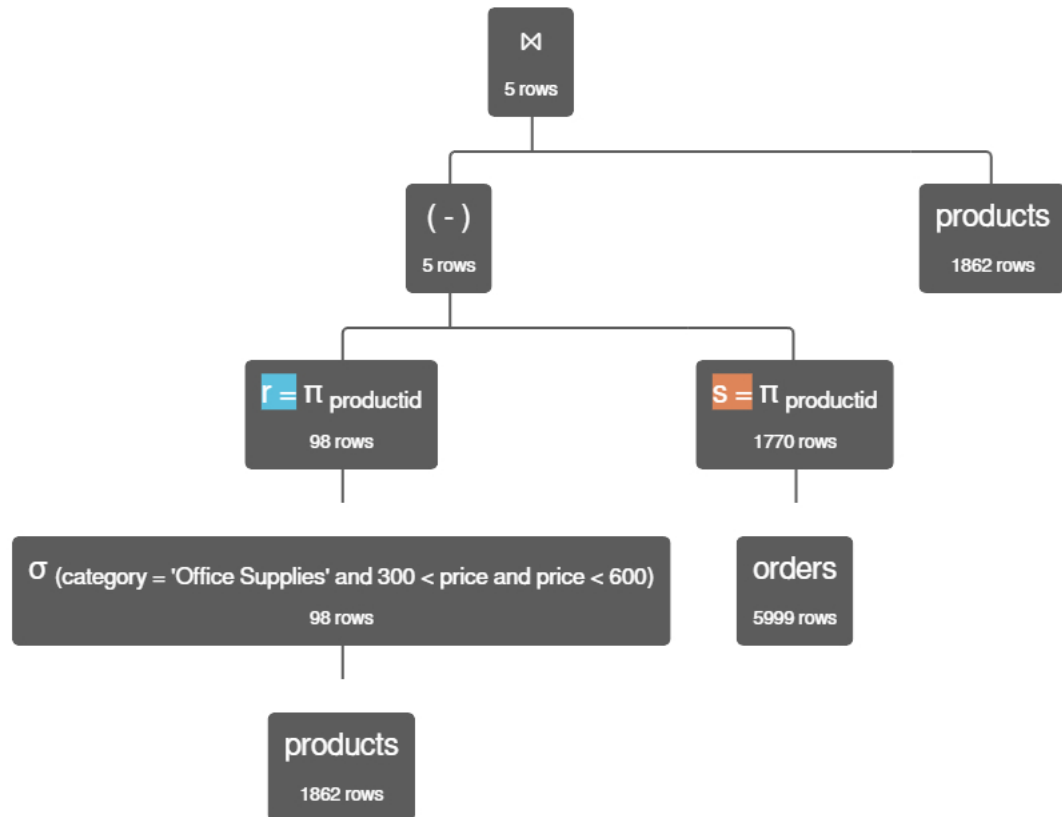 ⋈
5 rows
( - )
5 rows
products
1862 rows
r = π productid
98 rows
s = π productid
1770 rows
σ (category = 'Office Supplies' and 300 < price and price < 600)
98 rows
orders
5999 rows
products
1862 rows